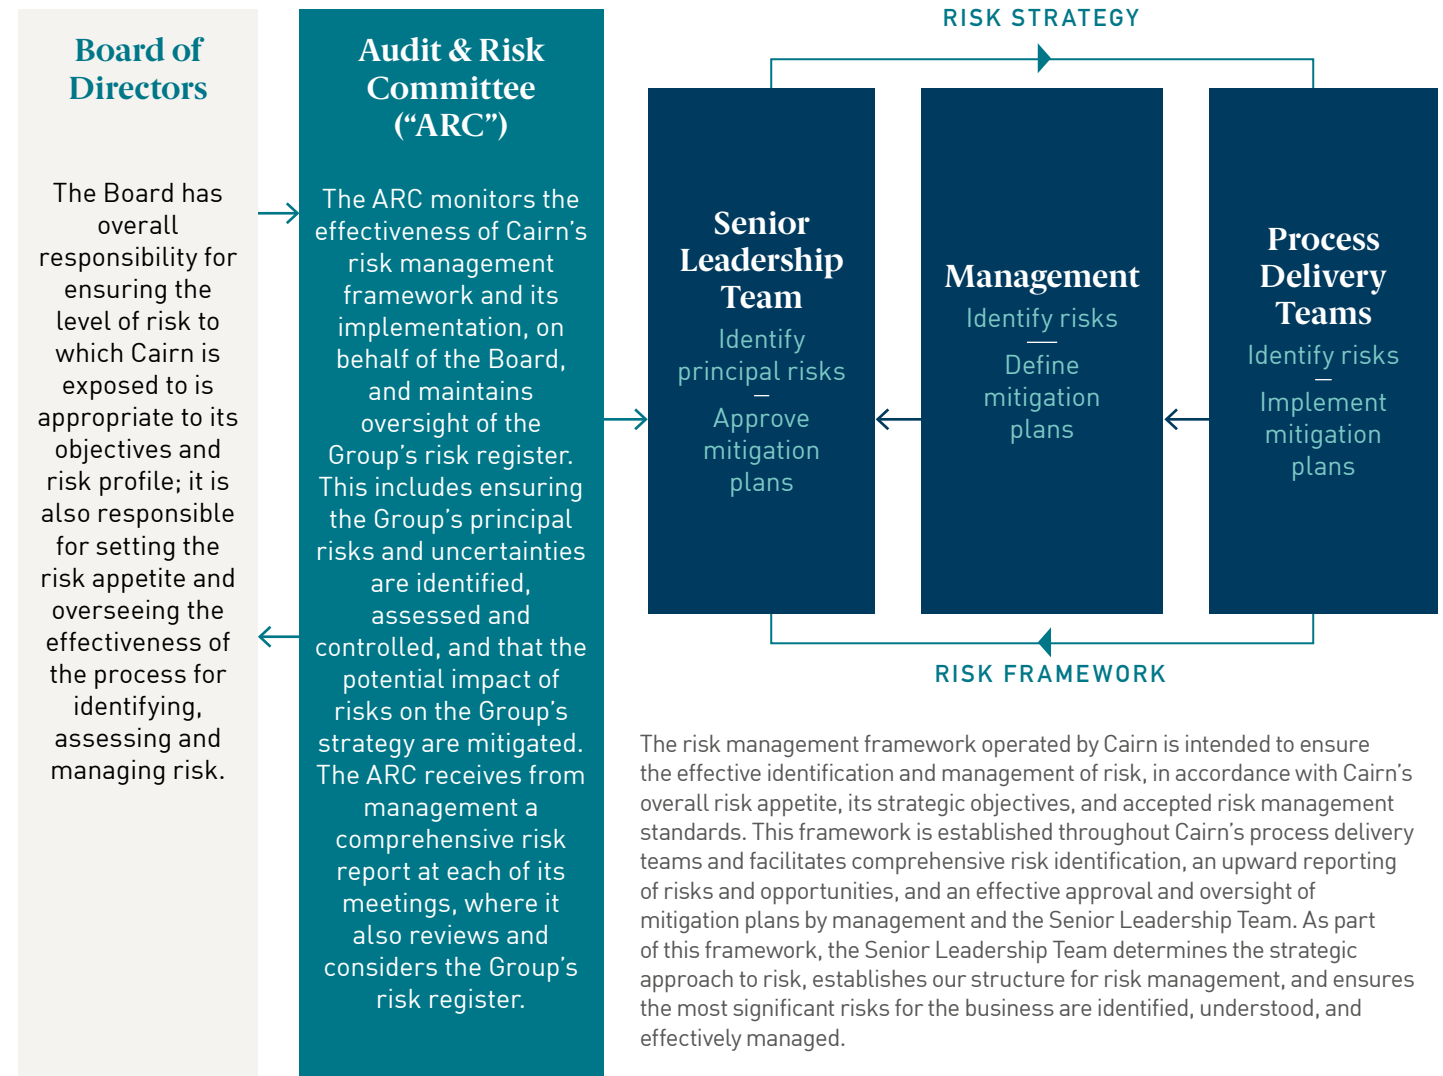 Board of
Directors
The Board has
overall
responsibility for
ensuring the
level of risk to
which Cairn is
exposed to is
appropriate to its
objectives and
risk profile; it is
also responsible
for setting the
risk appetite and
overseeing the
effectiveness of
the process for
identifying,
assessing and
managing risk.
Audit & Risk
Committee
(“ARC”)
The ARC monitors the
effectiveness of Cairn’s
risk management
framework and its
implementation, on
behalf of the Board,
and maintains
oversight of the
Group’s risk register.
This includes ensuring
the Group’s principal
risks and uncertainties
are identified,
assessed and
controlled, and that the
potential impact of
risks on the Group’s
strategy are mitigated.
The ARC receives from
management a
comprehensive risk
report at each of its
meetings, where it
also reviews and
considers the Group’s
risk register.
RISK STRATEGY
Senior
Leadership
Team
Identify
principal risks
Approve
mitigation
plans
Management
Identify risks
Define
mitigation
plans
Process
Delivery
Teams
Identify risks
Implement
mitigation
plans
RISK FRAMEWORK
The risk management framework operated by Cairn is intended to ensure
the effective identification and management of risk, in accordance with Cairn’s
overall risk appetite, its strategic objectives, and accepted risk management
standards. This framework is established throughout Cairn’s process delivery
teams and facilitates comprehensive risk identification, an upward reporting
of risks and opportunities, and an effective approval and oversight of
mitigation plans by management and the Senior Leadership Team. As part
of this framework, the Senior Leadership Team determines the strategic
approach to risk, establishes our structure for risk management, and ensures
the most significant risks for the business are identified, understood, and
effectively managed.